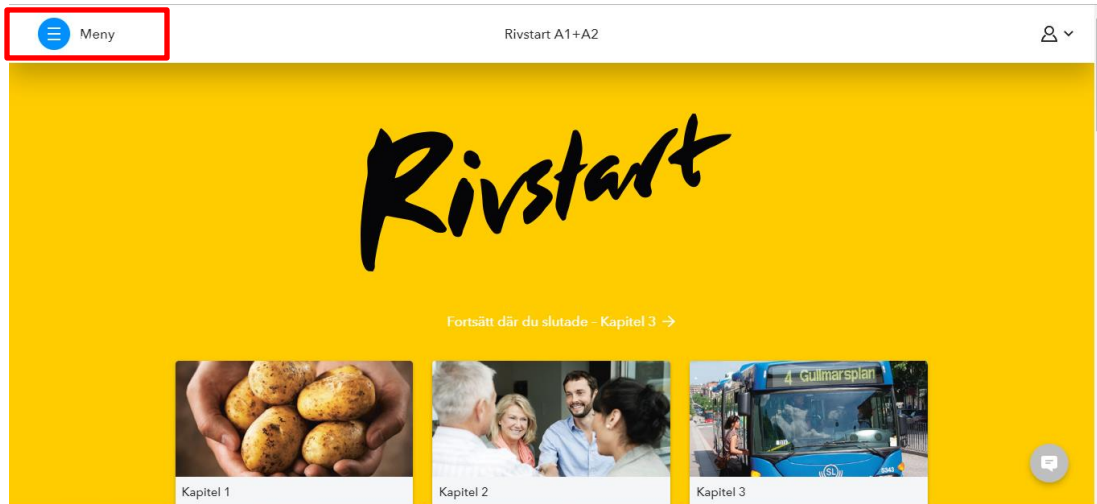 Meny
Rivstart A1+A2
Rivstart
Fortsätt där du slutade – Kapitel 3 →
4 Gullmarsplan
SL
5343
Kapitel 1
Kapitel 2
Kapitel 3